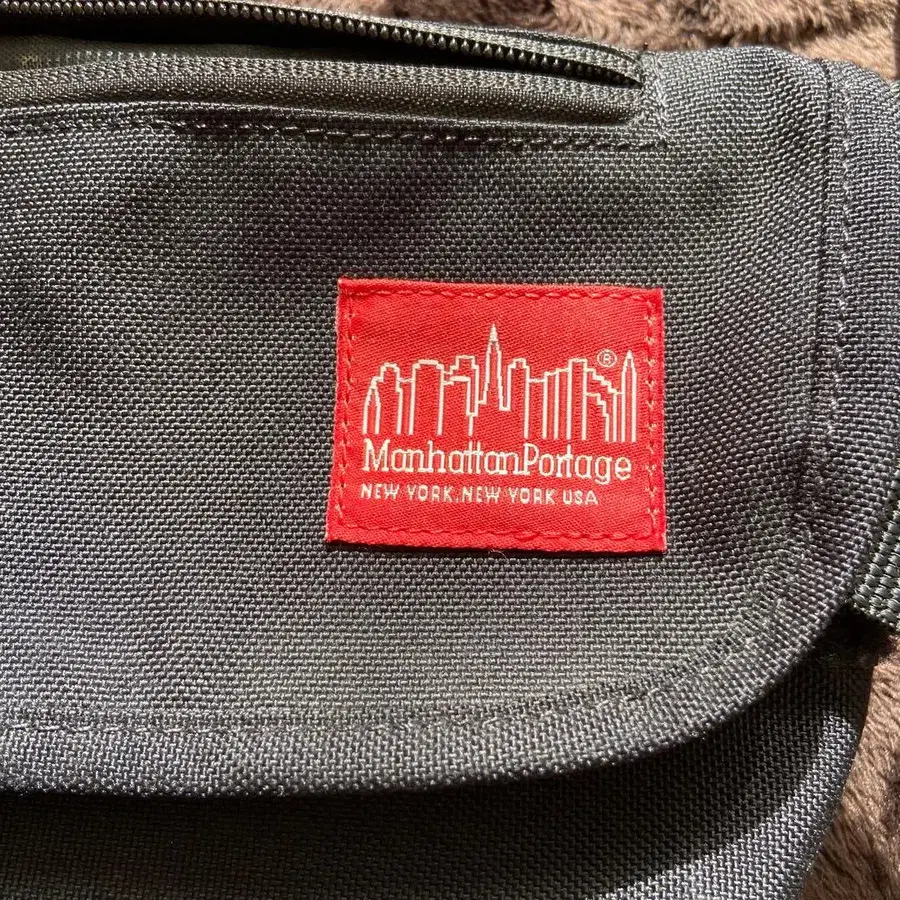 ®
ManhattanPortage
NEW YORK, NEW YORK USA